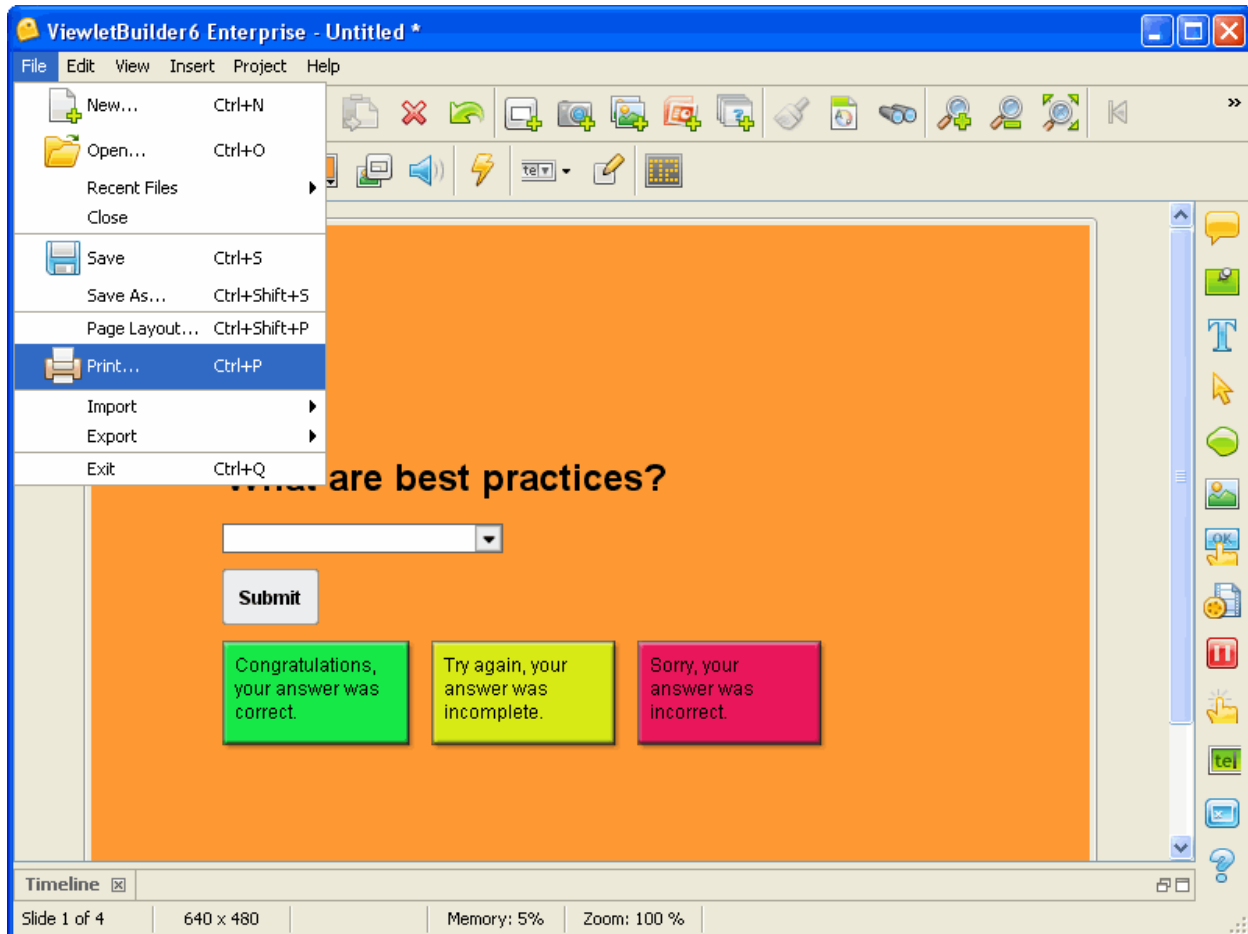 ViewletBuilder6 Enterprise - Untitled *
File Edit View Insert Project Help
New... Ctrl+N
Open... Ctrl+O
Recent Files
Close
Save Ctrl+S
Save As... Ctrl+Shift+S
Page Layout... Ctrl+Shift+P
Print... Ctrl+P
Import
Export
Exit Ctrl+Q
What are best practices?
Submit
Congratulations,
your answer was
correct.
Try again, your
answer was
incomplete.
Sorry, your
answer was
incorrect.
Timeline
Slide 1 of 4 640 x 480 Memory: 5% Zoom: 100 %